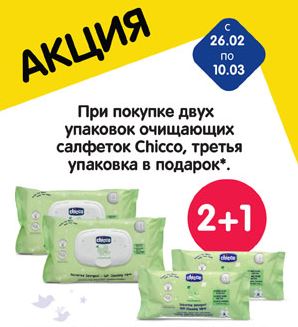 АКЦИЯ
С
26.02
ПО
10.03
При покупке двух
упаковок очищающих
салфеток Chicco, третья
упаковка в подарок*.
2+1
chicco
chicco
chicco
chicco